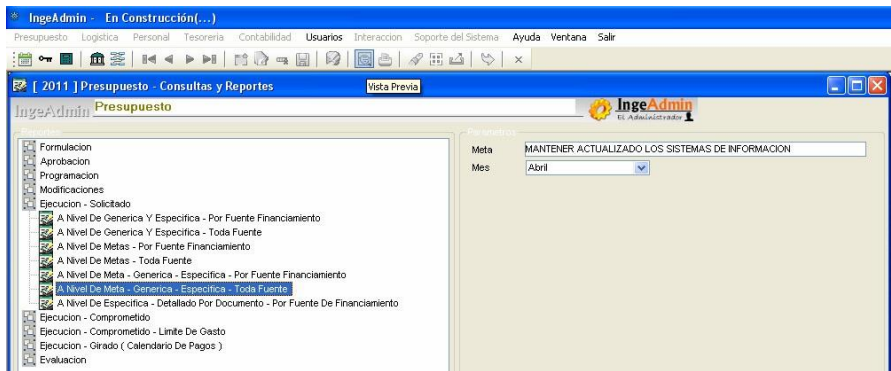 IngeAdmin - En Construcción(...)
Presupuesto Logistica Personal Tesoreria Contabilidad Usuarios Interaccion Soporte del Sistema Ayuda Ventana Salir
[ 2011 ] Presupuesto - Consultas y Reportes
Vista Previa
IngeAdmin Presupuesto
IngeAdmin
El Administrador
Reportes
Formulacion
Aprobacion
Programacion
Modificaciones
Ejecucion - Solicitado
A Nivel De Generica Y Especifica - Por Fuente Financiamiento
A Nivel De Generica Y Especifica - Toda Fuente
A Nivel De Metas - Por Fuente Financiamiento
A Nivel De Metas - Toda Fuente
A Nivel De Meta - Generica - Especifica - Por Fuente Financiamiento
A Nivel De Meta - Generica - Especifica - Toda Fuente
A Nivel De Especifica - Detallado Por Documento - Por Fuente De Financiamiento
Ejecucion - Comprometido
Ejecucion - Comprometido - Limite De Gasto
Ejecucion - Girado ( Calendario De Pagos )
Evaluacion
Parametros
Meta MANTENER ACTUALIZADO LOS SISTEMAS DE INFORMACION
Mes Abril